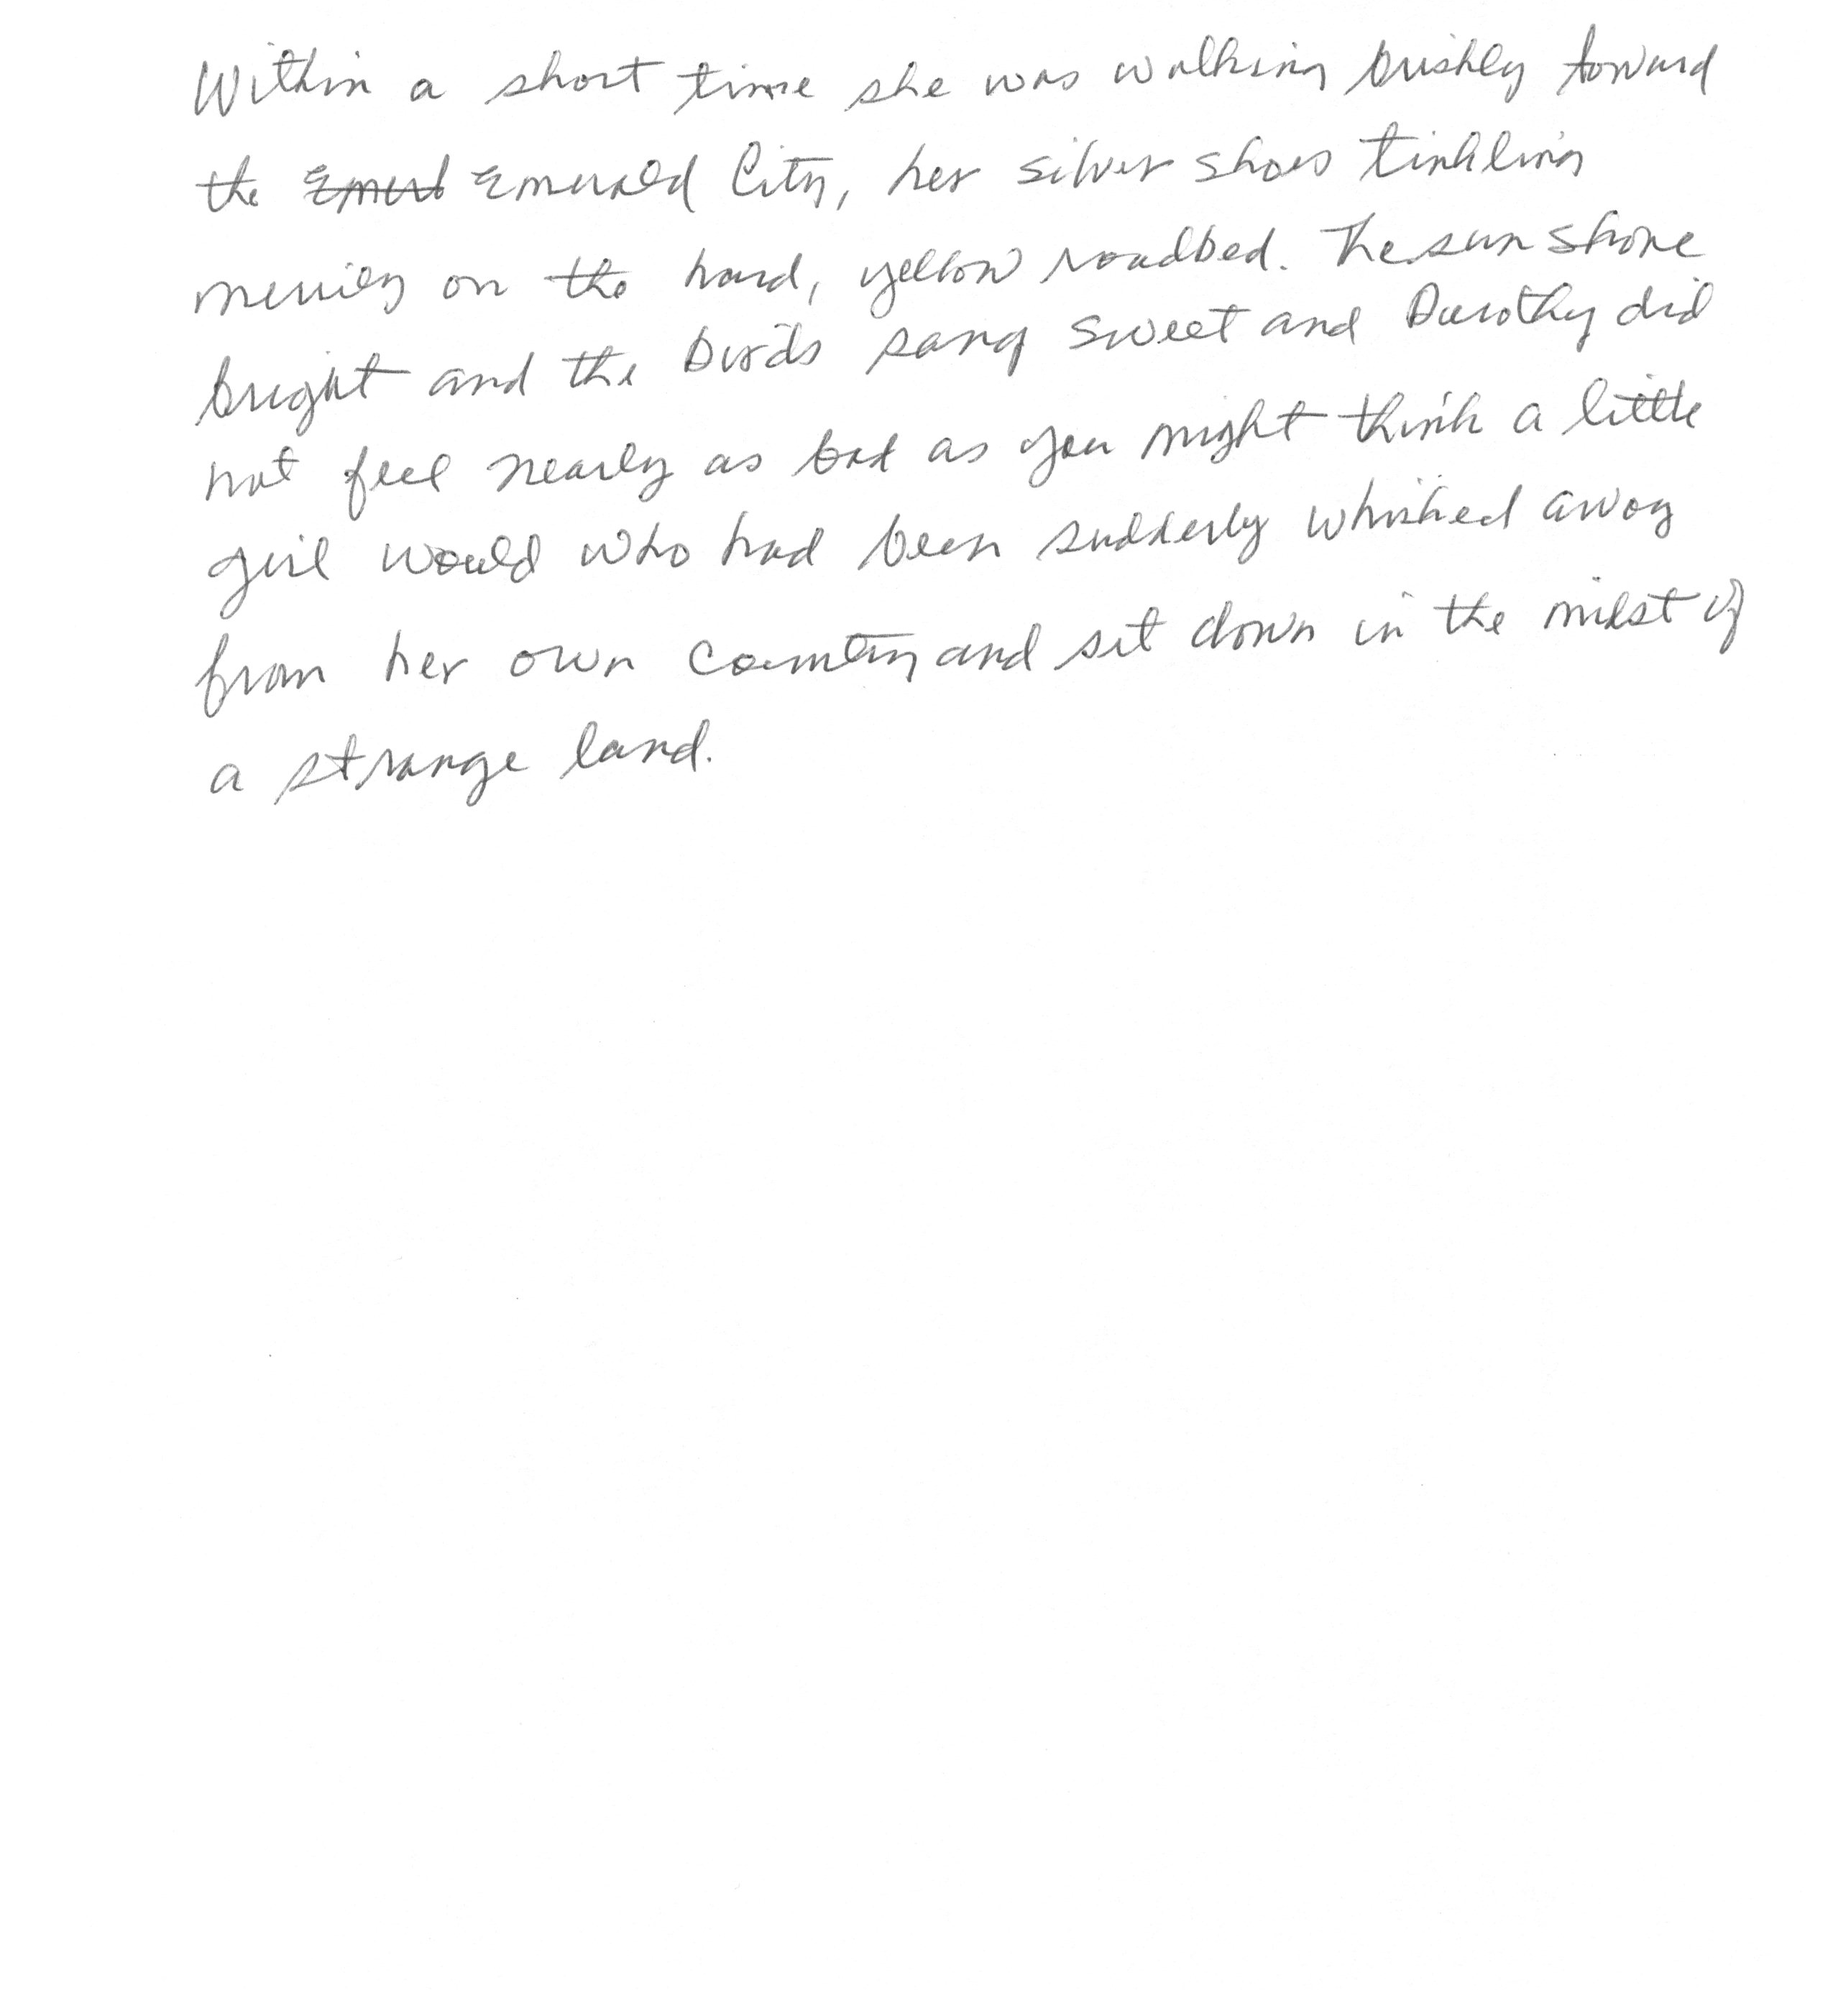 Within a short time she was walking briskly toward
the Emerald City, her silver shoes tinkling
merrily on the hard, yellow roadbed. The sun shone
bright and the birds sang sweet and Dorothy did
not feel nearly as bad as you might think a little
girl would who had been suddenly whisked away
from her own country and set down in the midst of
a strange land.